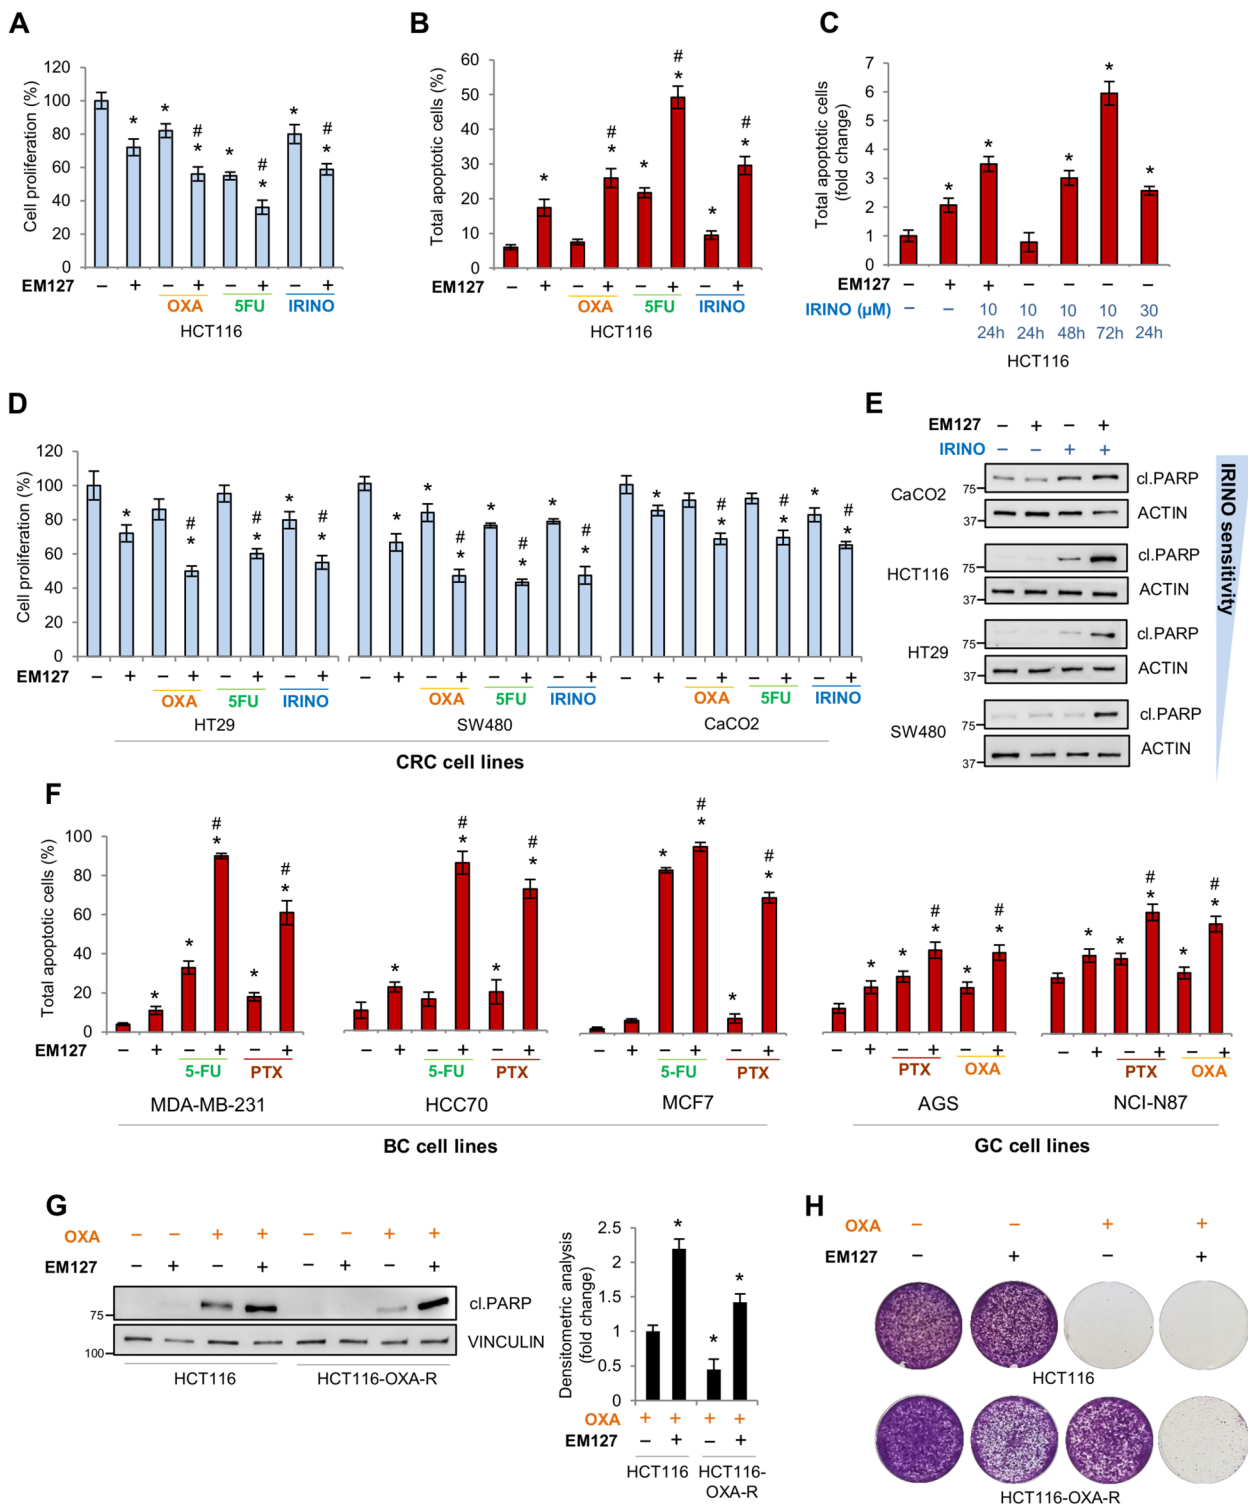 A
Cell proliferation (%)
120
100
80
60
40
20
0
* * # * * # * * # *
EM127 – + – + – + – +
OXA 5FU IRINO
HCT116
B
Total apoptotic cells (%)
60
50
40
30
20
10
0
* # * * # * * # *
EM127 – + – + – + – +
OXA 5FU IRINO
HCT116
C
Total apoptotic cells
(fold change)
7
6
5
4
3
2
1
0
* * * * *
EM127 – + + – – – –
IRINO (µM) – – 10 10 10 10 30
24h 24h 48h 72h 24h
HCT116
D
Cell proliferation (%)
120
100
80
60
40
20
0
* # * # * * # * * * # * * # * * # * * # * # * * # *
EM127 – + – + – + – + – + – + – + – + – + – + – + – +
OXA 5FU IRINO OXA 5FU IRINO OXA 5FU IRINO
HT29 SW480 CaCO2
CRC cell lines
E
EM127 – + – +
IRINO – – + +
CaCO2 75 cl.PARP
37 ACTIN
HCT116 75 cl.PARP
37 ACTIN
HT29 75 cl.PARP
37 ACTIN
SW480 75 cl.PARP
37 ACTIN
IRINO sensitivity
F
Total apoptotic cells (%)
100
80
60
40
20
0
* * # * * # * * # * * # * * # * * # * * * # * * # * * * # * * # *
EM127 – + – + – + – + – + – + – + – + – + – + – + – + – + – + – +
5-FU PTX 5-FU PTX 5-FU PTX PTX OXA PTX OXA
MDA-MB-231 HCC70 MCF7 AGS NCI-N87
BC cell lines GC cell lines
G
OXA – – + + – – + +
EM127 – + – + – + – +
75 cl.PARP
100 VINCULIN
HCT116 HCT116-OXA-R
Densitometric analysis
(fold change)
2.5
2
1.5
1
0.5
0
* * *
OXA + + + +
EM127 – + – +
HCT116 HCT116-
OXA-R
H
OXA – – + +
EM127 – + – +
HCT116
HCT116-OXA-R